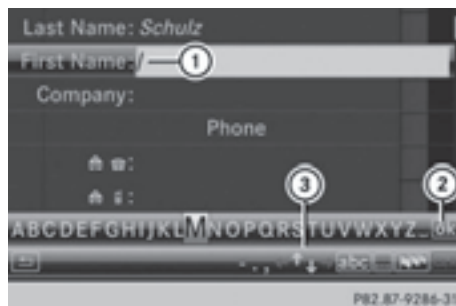 Last Name: Schulz
First Name: /
1
Company:
Phone
3
2
ABCDEFGHIJKLMNOPQRSTUVWXYZ_ ok
- . , abc
P82.87-9286-31